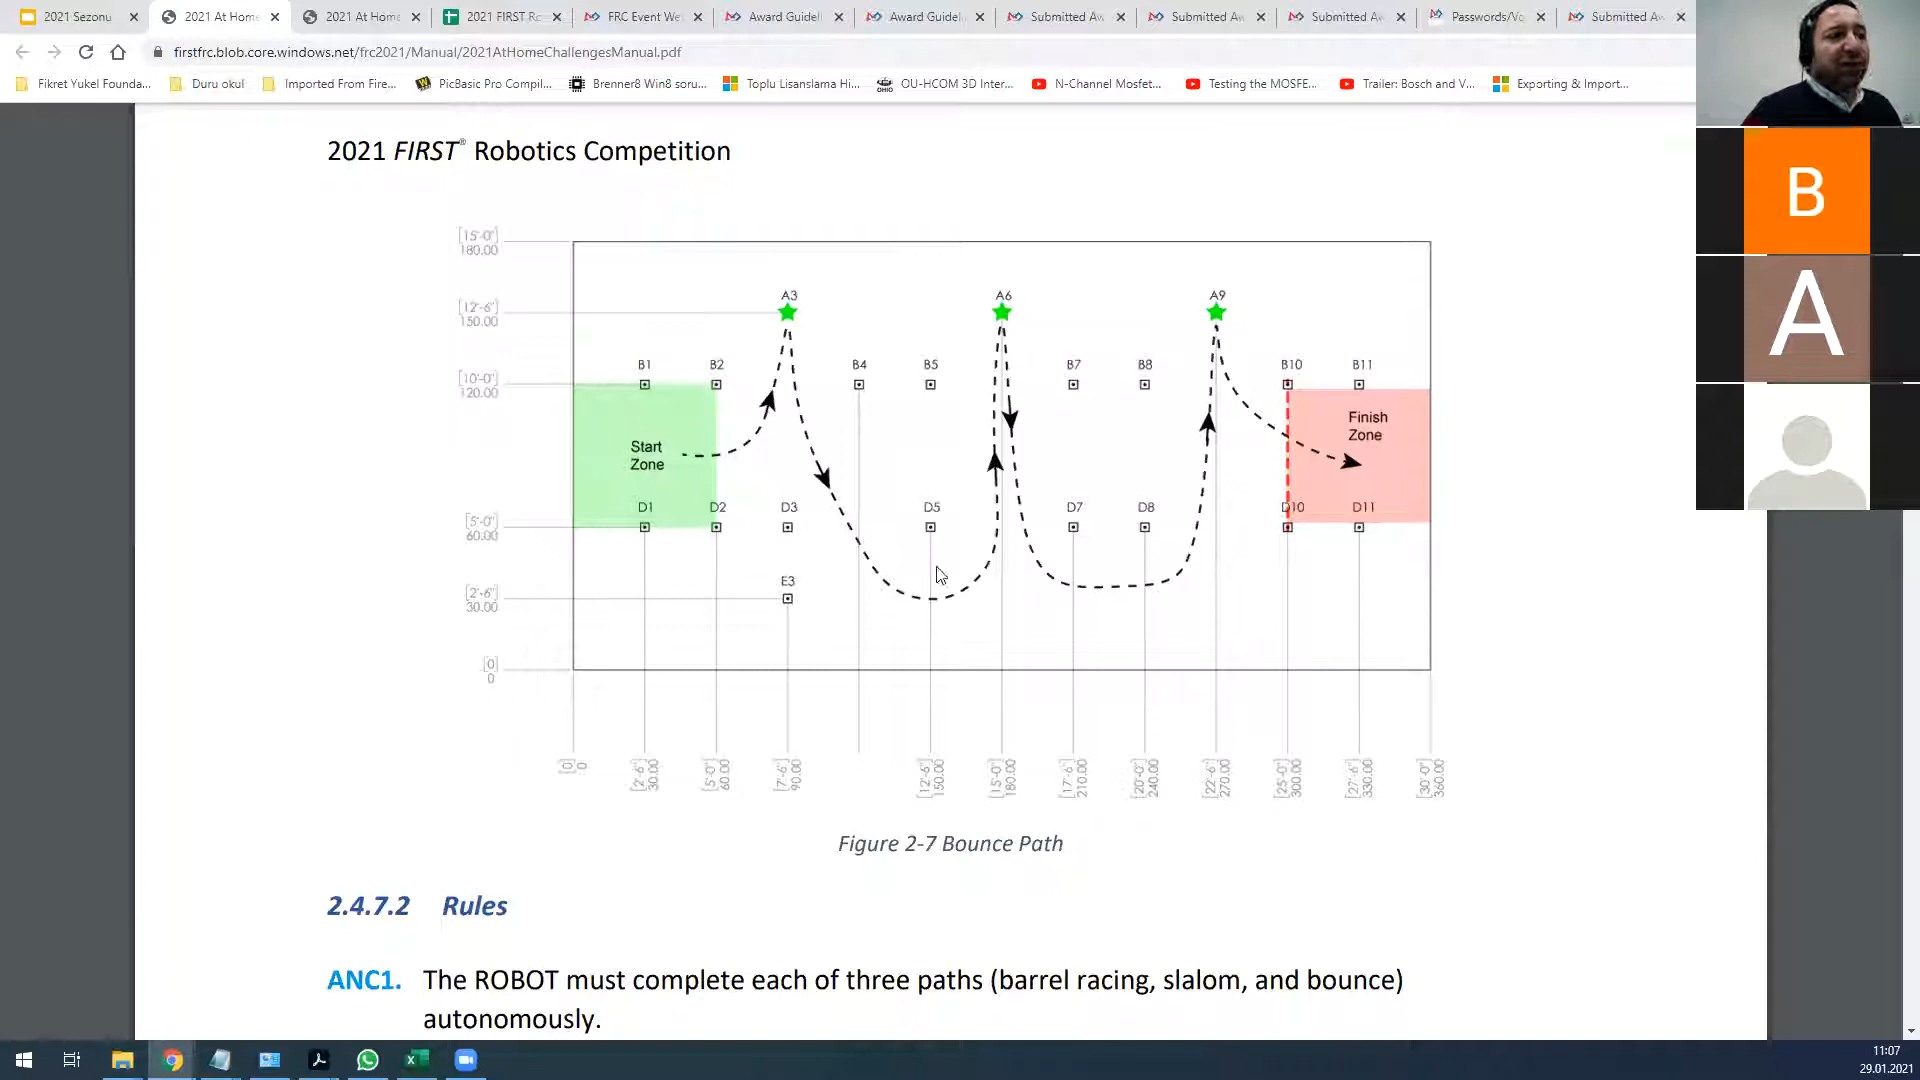 2021 Sezonu
2021 At Home
2021 At Home
2021 FIRST Ro
FRC Event We
Award Guideli
Award Guideli
Submitted Aw
Submitted Aw
Submitted Aw
Passwords/Vo
Submitted Aw
firstfrc.blob.core.windows.net/frc2021/Manual/2021AtHomeChallengesManual.pdf
Fikret Yukel Founda...
Duru okul
Imported From Fire...
PicBasic Pro Compil...
Brenner8 Win8 soru...
Toplu Lisanslama Hi...
OU-HCOM 3D Inter...
N-Channel Mosfet...
Testing the MOSFE...
Trailer: Bosch and V...
Exporting & Import...
B
A
2021 FIRST® Robotics Competition
[15'-0"]
180.00
A3 A6 A9
[12'-6"]
150.00
B1 B2 B4 B5 B7 B8 B10 B11
[10'-0"]
120.00
Start
Zone
Finish
Zone
D1 D2 D3 D5 D7 D8 D10 D11
[5'-0"]
60.00
E3
[2'-6"]
30.00
[0]
0
[0]
0
[2'-6"]
30.00
[5'-0"]
60.00
[7'-6"]
90.00
[12'-6"]
150.00
[15'-0"]
180.00
[17'-6"]
210.00
[20'-0"]
240.00
[22'-6"]
270.00
[25'-0"]
300.00
[27'-6"]
330.00
[30'-0"]
360.00
Figure 2-7 Bounce Path
2.4.7.2 Rules
ANC1. The ROBOT must complete each of three paths (barrel racing, slalom, and bounce)
autonomously.
11:07
29.01.2021